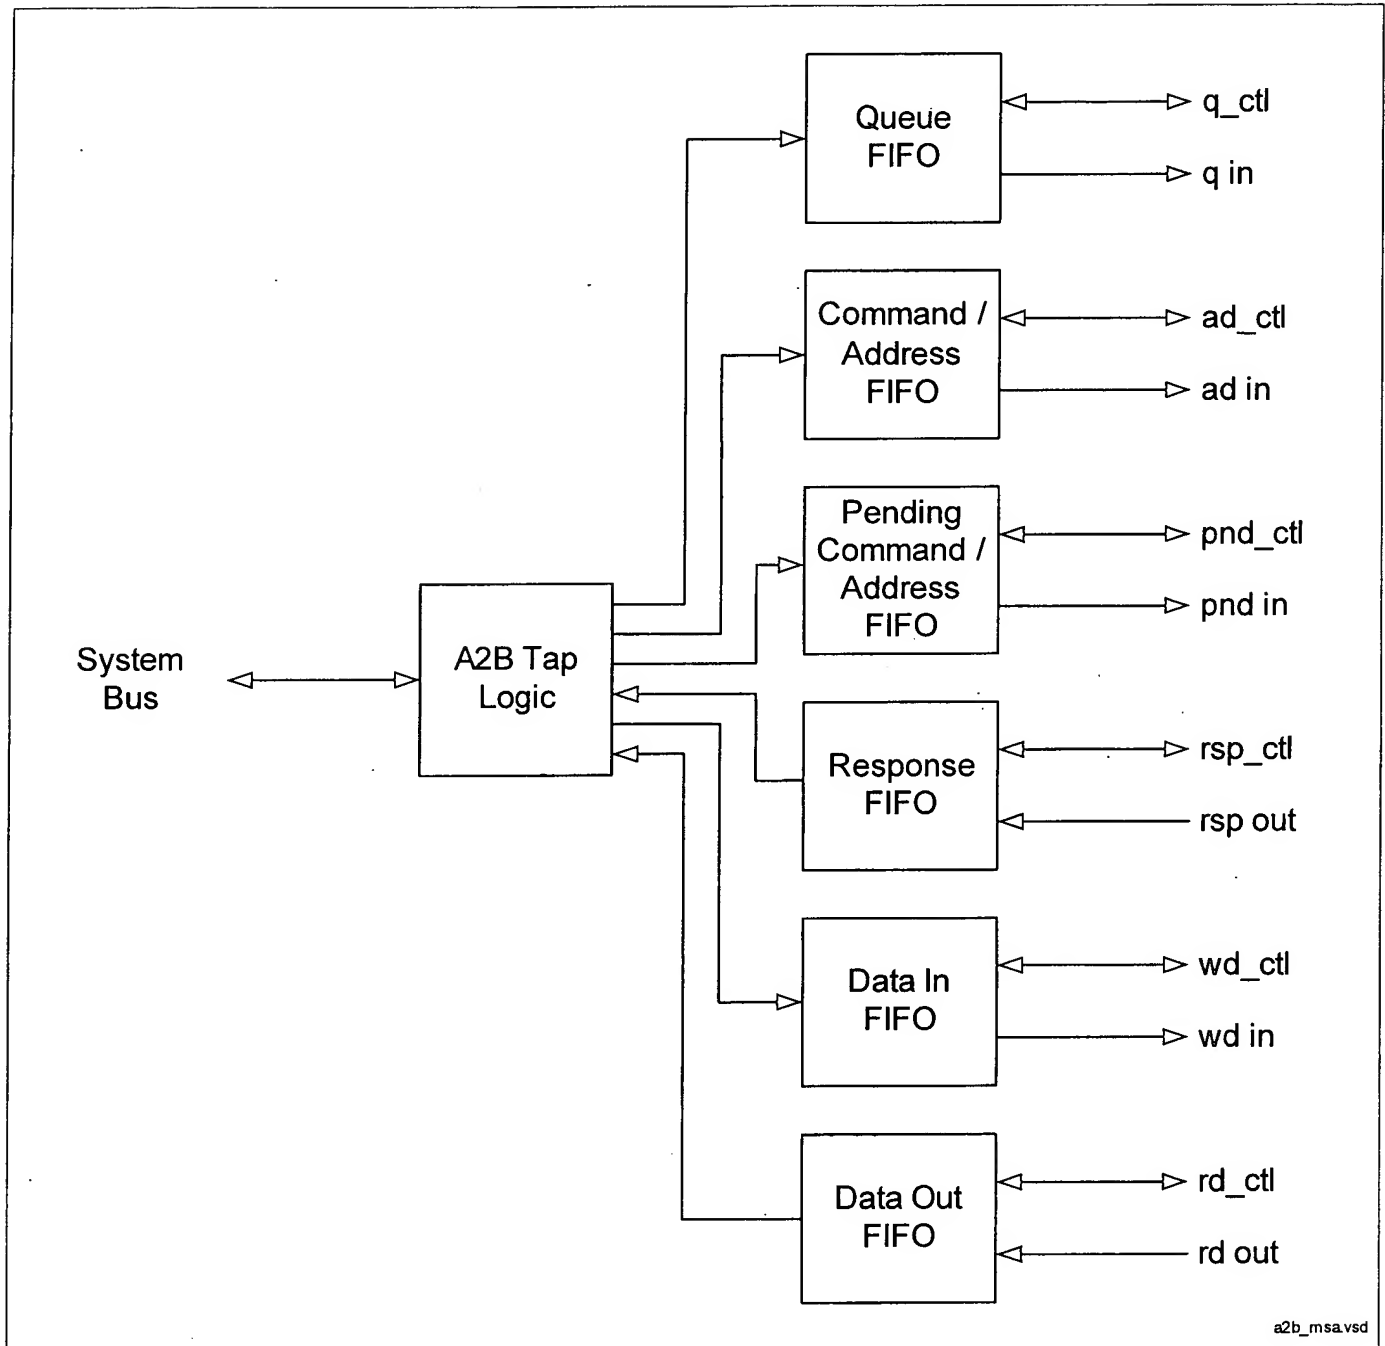 Queue
FIFO
q_ctl
q in
Command /
Address
FIFO
ad_ctl
ad in
Pending
Command /
Address
FIFO
pnd_ctl
pnd in
System
Bus
A2B Tap
Logic
Response
FIFO
rsp_ctl
rsp out
Data In
FIFO
wd_ctl
wd in
Data Out
FIFO
rd_ctl
rd out
a2b_msa.vsd